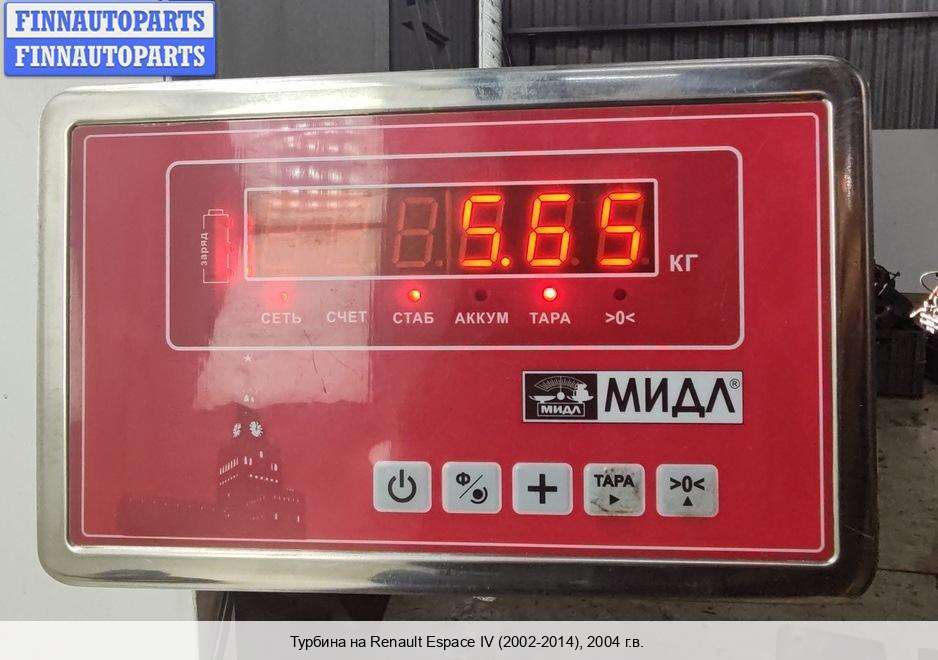 FINNAUTOPARTS
FINNAUTOPARTS
заряд
5.65
КГ
СЕТЬ СЧЕТ СТАБ АККУМ ТАРА >0<
МИДЛ МИДЛ®
Ф/ + ТАРА >0<
Турбина на Renault Espace IV (2002-2014), 2004 г.в.